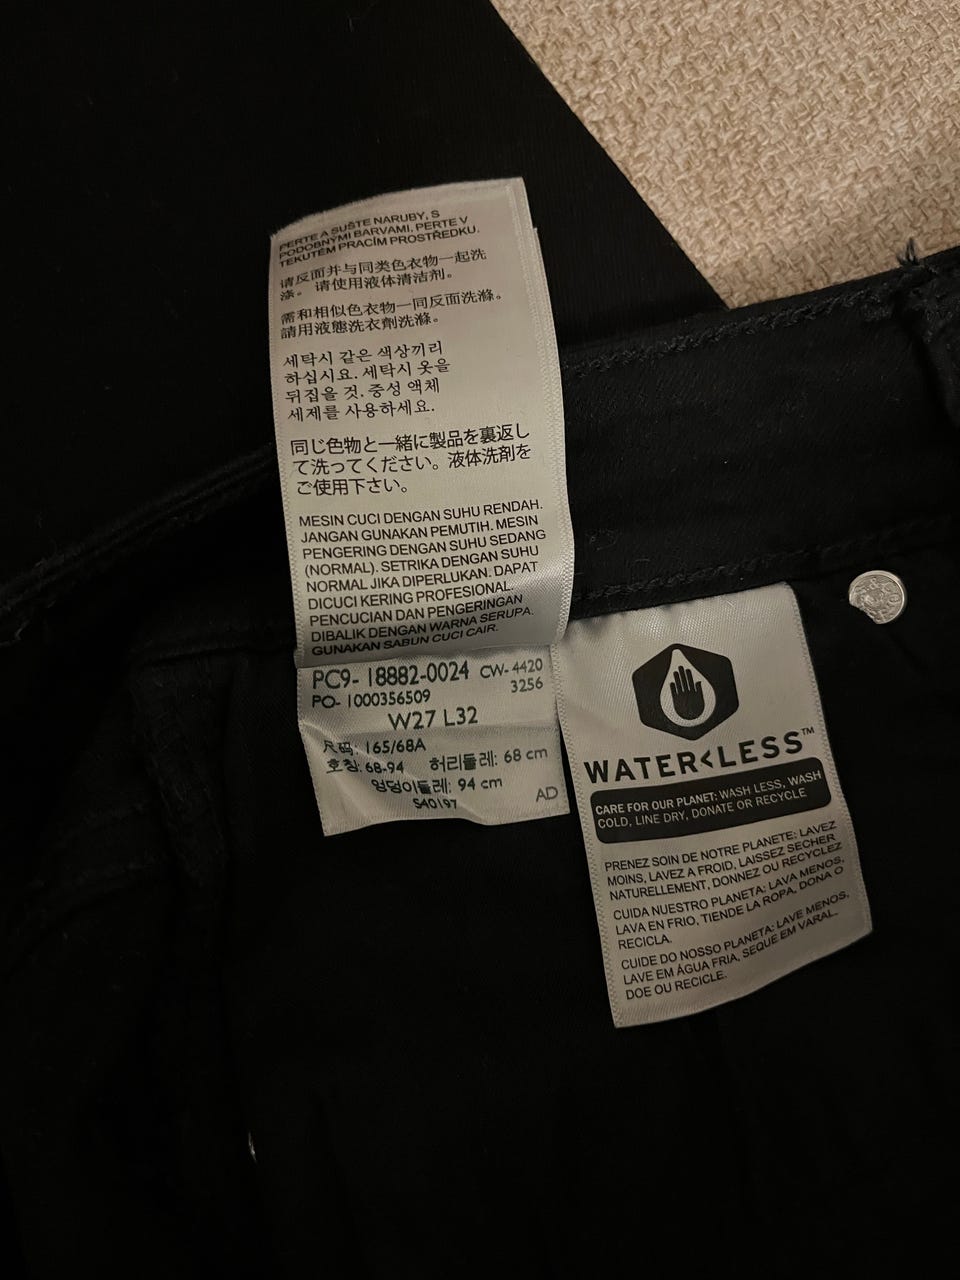 PERTE A SUŠTE NARUBY, S
PODOBNÝMI BARVAMI, PERTE V
TEKUTÉM PRACÍM PROSTŘEDKU.
请反面并与同类色衣物一起洗
涤。请使用液体清洁剂。
需和相似色衣物一同反面洗滌。
請用液態洗衣劑洗滌。
세탁시 같은 색상끼리
하십시요. 세탁시 옷을
뒤집을 것. 중성 액체
세제를 사용하세요.
同じ色物と一緒に製品を裏返し
て洗ってください。液体洗剤を
ご使用下さい。
MESIN CUCI DENGAN SUHU RENDAH.
JANGAN GUNAKAN PEMUTIH. MESIN
PENGERING DENGAN SUHU SEDANG
(NORMAL). SETRIKA DENGAN SUHU
NORMAL JIKA DIPERLUKAN. DAPAT
DICUCI KERING PROFESIONAL.
PENCUCIAN DAN PENGERINGAN
DIBALIK DENGAN WARNA SERUPA.
GUNAKAN SABUN CUCI CAIR.
PC9- 18882-0024 CW- 4420
PO- 1000356509 3256
W27 L32
尺码: 165/68A
호칭: 68-94 허리둘레: 68 cm
엉덩이둘레: 94 cm
S40197 AD
WATER<LESS™
CARE FOR OUR PLANET: WASH LESS, WASH
COLD, LINE DRY, DONATE OR RECYCLE
PRENEZ SOIN DE NOTRE PLANETE: LAVEZ
MOINS, LAVEZ A FROID, LAISSEZ SECHER
NATURELLEMENT, DONNEZ OU RECYCLEZ
CUIDA NUESTRO PLANETA: LAVA MENOS,
LAVA EN FRIO, TIENDE LA ROPA, DONA O
RECICLA.
CUIDE DO NOSSO PLANETA: LAVE MENOS,
LAVE EM ÁGUA FRIA, SEQUE EM VARAL.
DOE OU RECICLE.